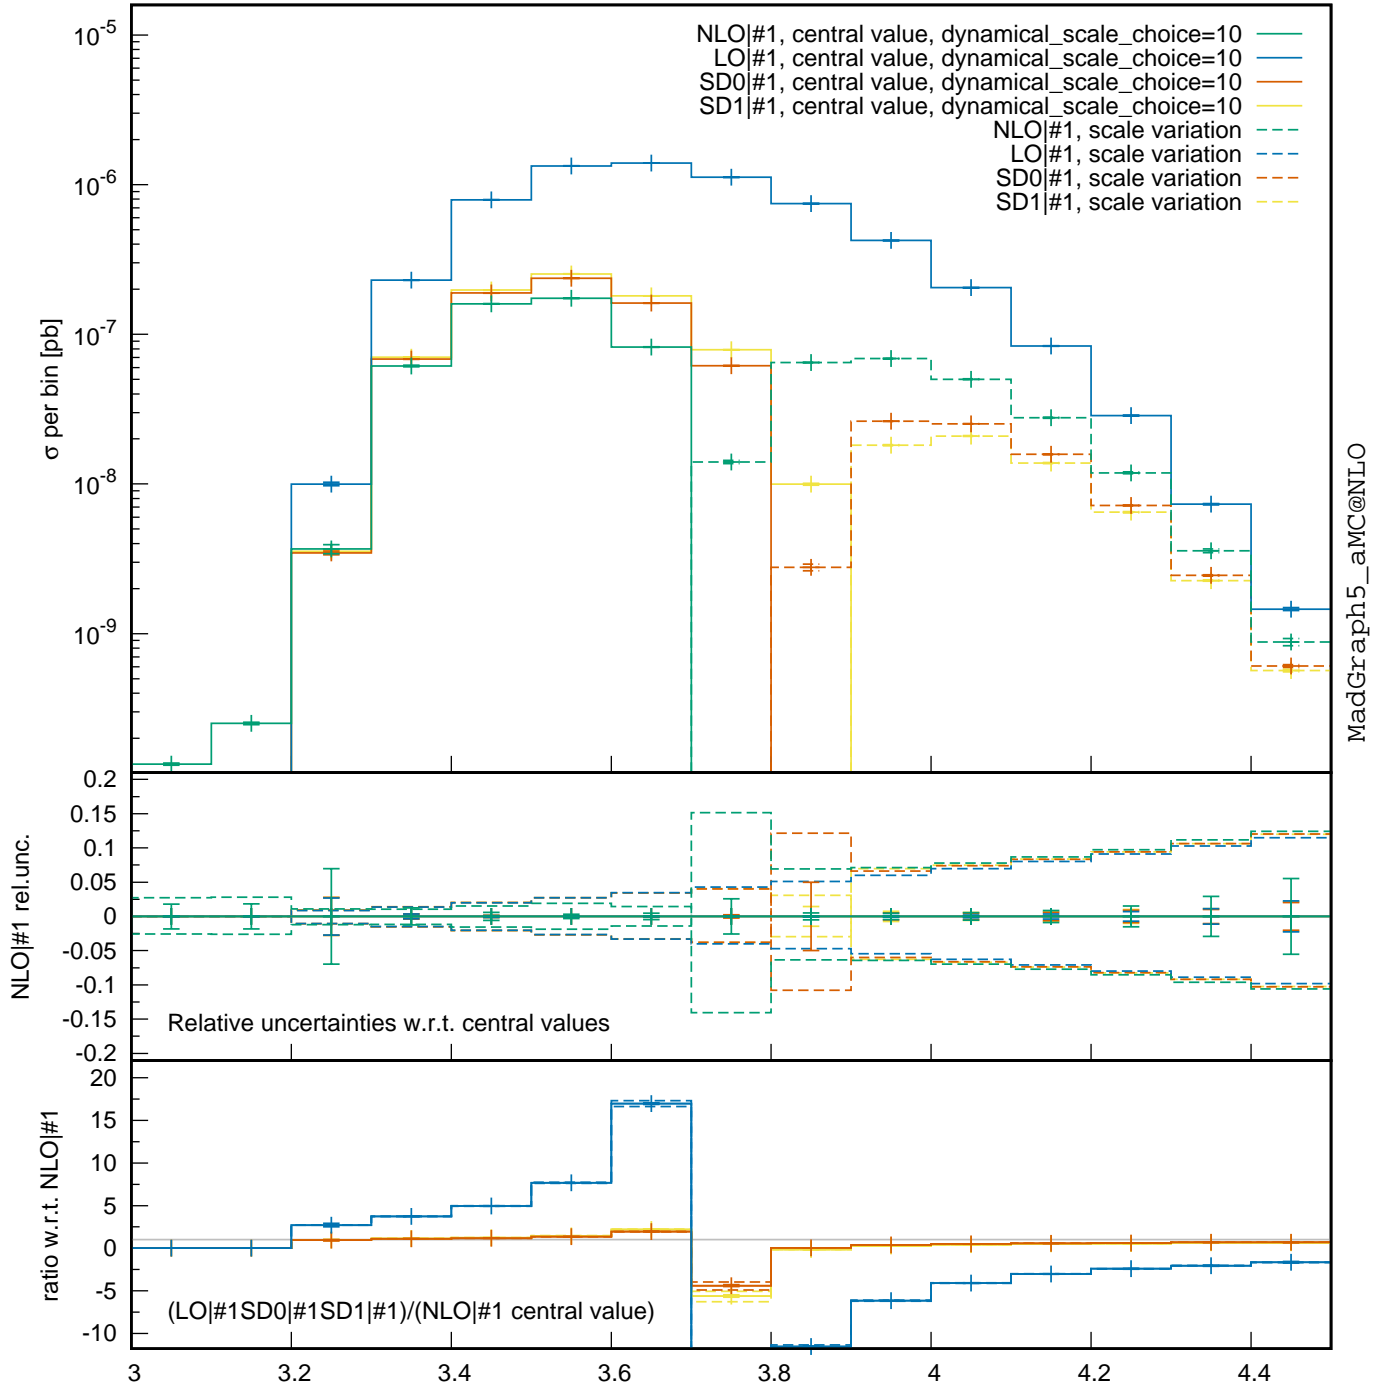 10-5
10-6
10-7
10-8
10-9
σ per bin [pb]
NLO|#1, central value, dynamical_scale_choice=10
LO|#1, central value, dynamical_scale_choice=10
SD0|#1, central value, dynamical_scale_choice=10
SD1|#1, central value, dynamical_scale_choice=10
NLO|#1, scale variation
LO|#1, scale variation
SD0|#1, scale variation
SD1|#1, scale variation
MadGraph5_aMC@NLO
0.2
0.15
0.1
0.05
0
-0.05
-0.1
-0.15
-0.2
NLO|#1 rel.unc.
Relative uncertainties w.r.t. central values
20
15
10
5
0
-5
-10
ratio w.r.t. NLO|#1
(LO|#1SD0|#1SD1|#1)/(NLO|#1 central value)
3 3.2 3.4 3.6 3.8 4 4.2 4.4